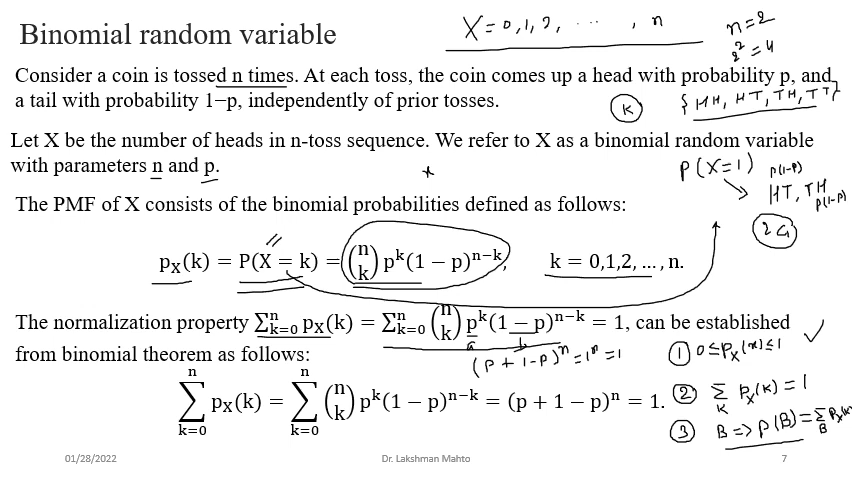 Binomial random variable
X = 0, 1, 2, ..., n
n = 2
2² = 4
Consider a coin is tossed n times. At each toss, the coin comes up a head with probability p, and
a tail with probability 1−p, independently of prior tosses.
K
{HH, HT, TH, TT}
Let X be the number of heads in n-toss sequence. We refer to X as a binomial random variable
with parameters n and p.
x
P(X=1)
p(1-p)
HT, TH
p(1-p)
The PMF of X consists of the binomial probabilities defined as follows:
2C₁
pX(k) = P(X = k) = (n k) pᵏ(1 − p)ⁿ⁻ᵏ, k = 0,1,2, …, n.
The normalization property ∑ⁿₖ₌₀ pX(k) = ∑ⁿₖ₌₀ (n k) pᵏ(1 − p)ⁿ⁻ᵏ = 1, can be established
a b
from binomial theorem as follows:
(p + 1-p)ⁿ = 1ⁿ = 1
① 0 ≤ PX(x) ≤ 1 ✓
∑ⁿₖ₌₀ pX(k) = ∑ⁿₖ₌₀ (n k) pᵏ(1 − p)ⁿ⁻ᵏ = (p + 1 − p)ⁿ = 1.
② ∑K PX(K) = 1
③ B => P(B) = ∑B PX(K)
01/28/2022 Dr. Lakshman Mahto 7